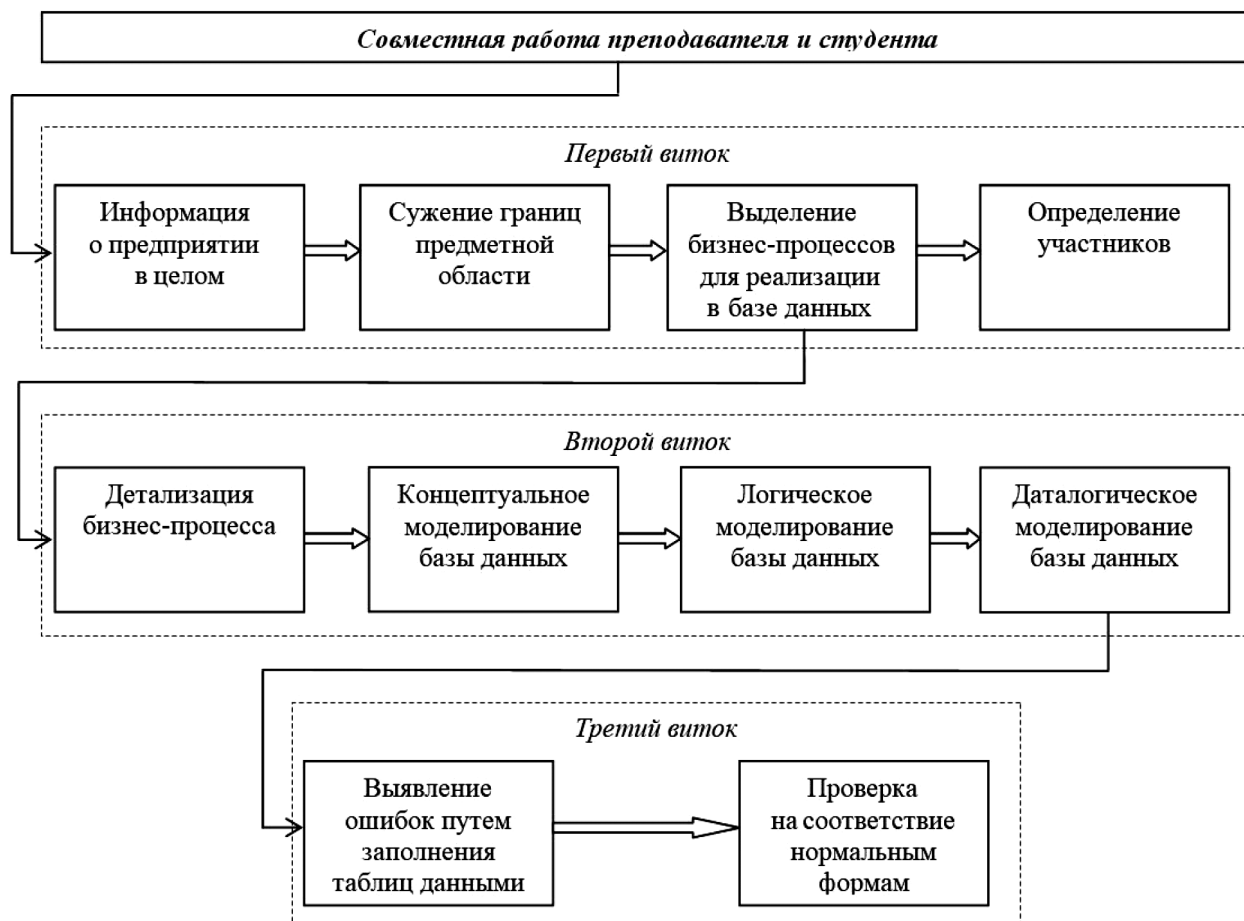 Совместная работа преподавателя и студента
Первый виток
Информация
о предприятии
в целом
Сужение границ
предметной
области
Выделение
бизнес-процессов
для реализации
в базе данных
Определение
участников
Второй виток
Детализация
бизнес-процесса
Концептуальное
моделирование
базы данных
Логическое
моделирование
базы данных
Даталогическое
моделирование
базы данных
Третий виток
Выявление
ошибок путем
заполнения
таблиц данными
Проверка
на соответствие
нормальным
формам